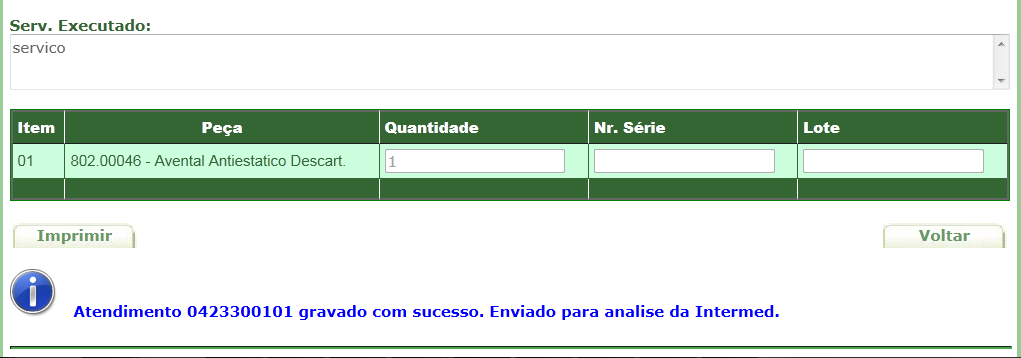 Serv. Executado:
servico
Item Peça Quantidade Nr. Série Lote
01 802.00046 - Avental Antiestatico Descart. 1
Imprimir Voltar
Atendimento 0423300101 gravado com sucesso. Enviado para analise da Intermed.